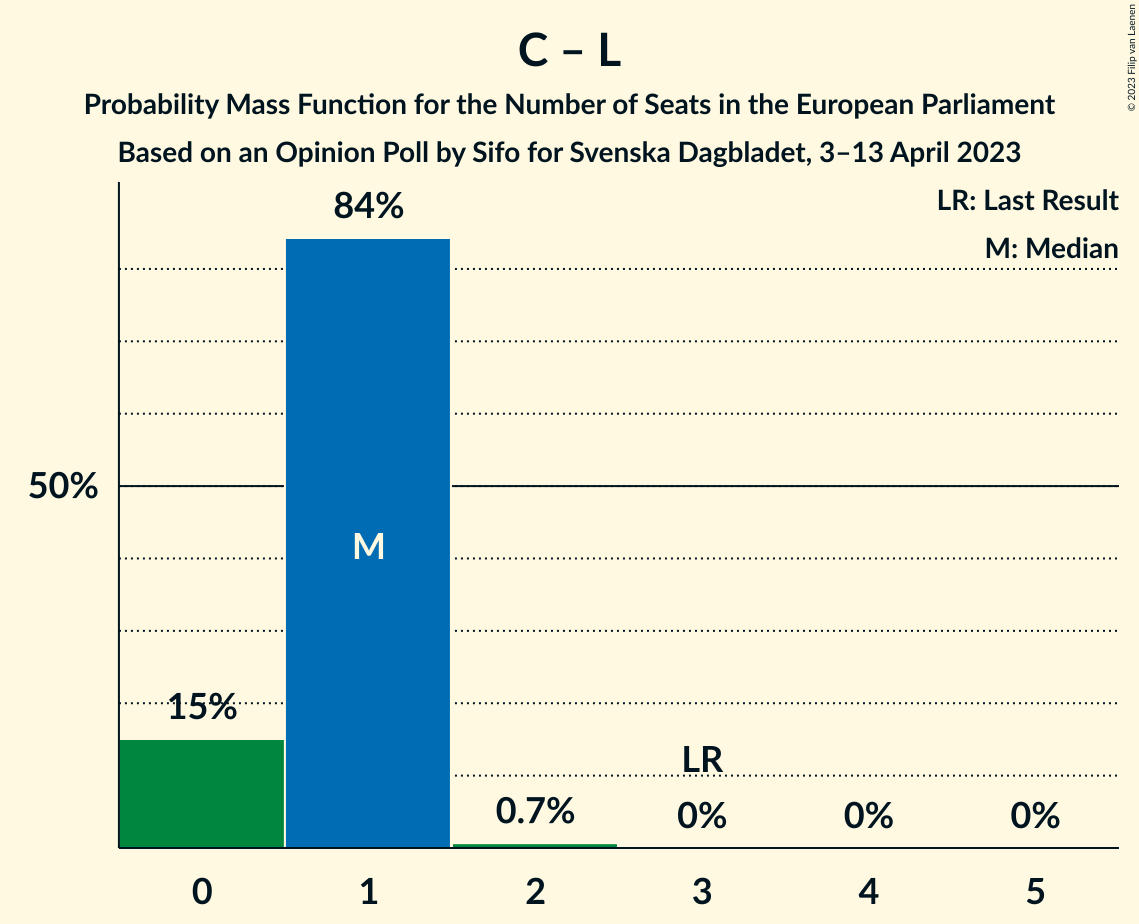 C – L
Probability Mass Function for the Number of Seats in the European Parliament
Based on an Opinion Poll by Sifo for Svenska Dagbladet, 3–13 April 2023
© 2023 Filip van Laenen
LR: Last Result
M: Median
84%
50%
M
15%
LR
0.7%
0%
0%
0%
0 1 2 3 4 5